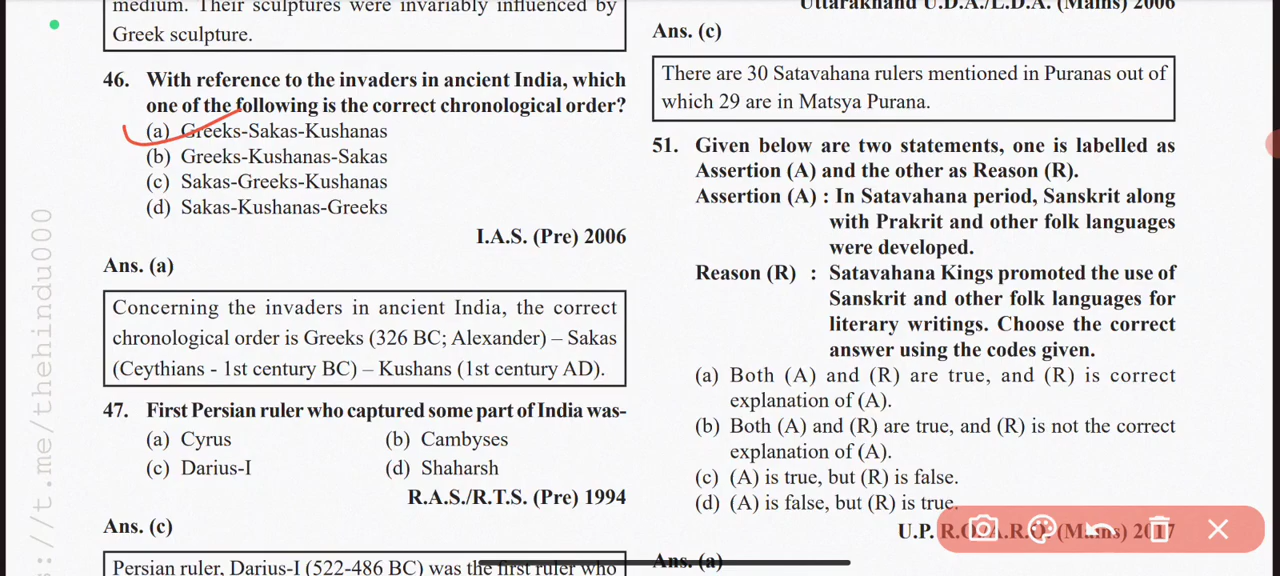 medium. Their sculptures were invariably influenced by
Greek sculpture.
46. With reference to the invaders in ancient India, which
one of the following is the correct chronological order?
(a) Greeks-Sakas-Kushanas
(b) Greeks-Kushanas-Sakas
(c) Sakas-Greeks-Kushanas
(d) Sakas-Kushanas-Greeks
I.A.S. (Pre) 2006
Ans. (a)
Concerning the invaders in ancient India, the correct
chronological order is Greeks (326 BC; Alexander) – Sakas
(Ceythians - 1st century BC) – Kushans (1st century AD).
47. First Persian ruler who captured some part of India was-
(a) Cyrus (b) Cambyses
(c) Darius-I (d) Shaharsh
R.A.S./R.T.S. (Pre) 1994
Ans. (c)
Persian ruler, Darius-I (522-486 BC) was the first ruler who
Uttarakhand U.D.A./L.D.A. (Mains) 2006
Ans. (c)
There are 30 Satavahana rulers mentioned in Puranas out of
which 29 are in Matsya Purana.
51. Given below are two statements, one is labelled as
Assertion (A) and the other as Reason (R).
Assertion (A) : In Satavahana period, Sanskrit along
with Prakrit and other folk languages
were developed.
Reason (R) : Satavahana Kings promoted the use of
Sanskrit and other folk languages for
literary writings. Choose the correct
answer using the codes given.
(a) Both (A) and (R) are true, and (R) is correct
explanation of (A).
(b) Both (A) and (R) are true, and (R) is not the correct
explanation of (A).
(c) (A) is true, but (R) is false.
(d) (A) is false, but (R) is true.
U.P. R.O./A.R.O. (Mains) 2017
Ans. (a)
s://t.me/thehindu000